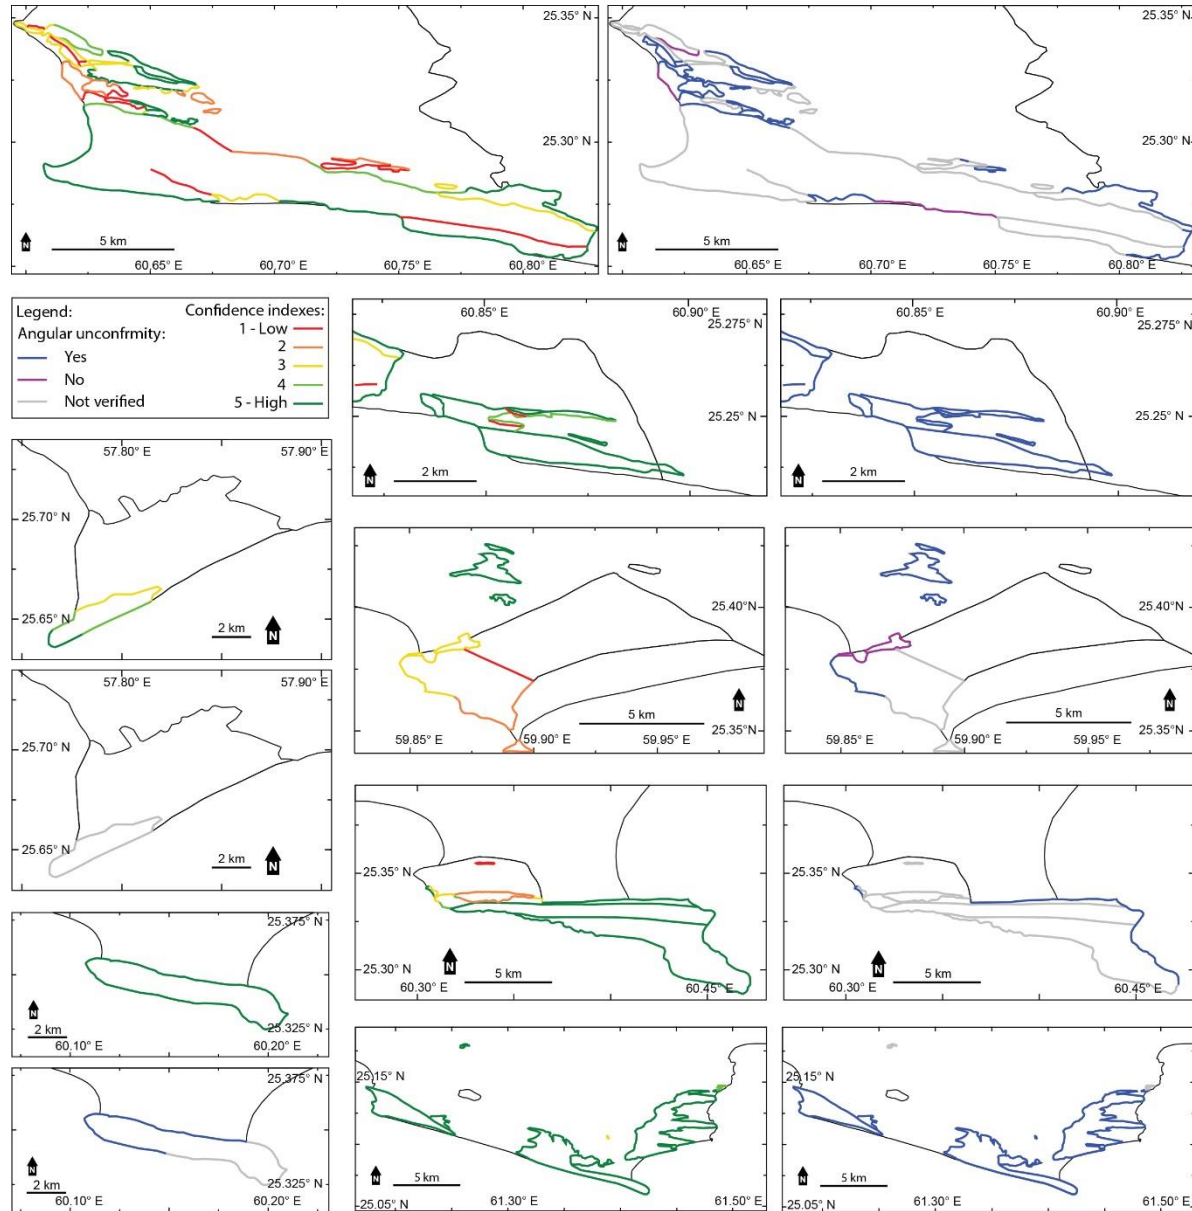 25.35° N
25.30° N
5 km
N
60.65° E
60.70° E
60.75° E
60.80° E
25.35° N
25.30° N
5 km
N
60.65° E
60.70° E
60.75° E
60.80° E
Legend:
Angular unconfrmity:
Yes
No
Not verified
Confidence indexes:
1 - Low
2
3
4
5 - High
60.85° E
60.90° E
25.275° N
25.25° N
N
2 km
60.85° E
60.90° E
25.275° N
25.25° N
N
2 km
57.80° E
57.90° E
25.70° N
25.65° N
2 km
N
57.80° E
57.90° E
25.70° N
25.65° N
2 km
N
25.40° N
N
5 km
25.35° N
59.85° E
59.90° E
59.95° E
25.40° N
N
5 km
25.35° N
59.85° E
59.90° E
59.95° E
25.35° N
25.30° N
N
5 km
60.30° E
60.45° E
25.35° N
25.30° N
N
5 km
60.30° E
60.45° E
25.375° N
N
2 km
25.325° N
60.10° E
60.20° E
25.375° N
N
2 km
25.325° N
60.10° E
60.20° E
25.15° N
N
5 km
25.05° N
61.30° E
61.50° E
25.15° N
N
5 km
25.05° N
61.30° E
61.50° E